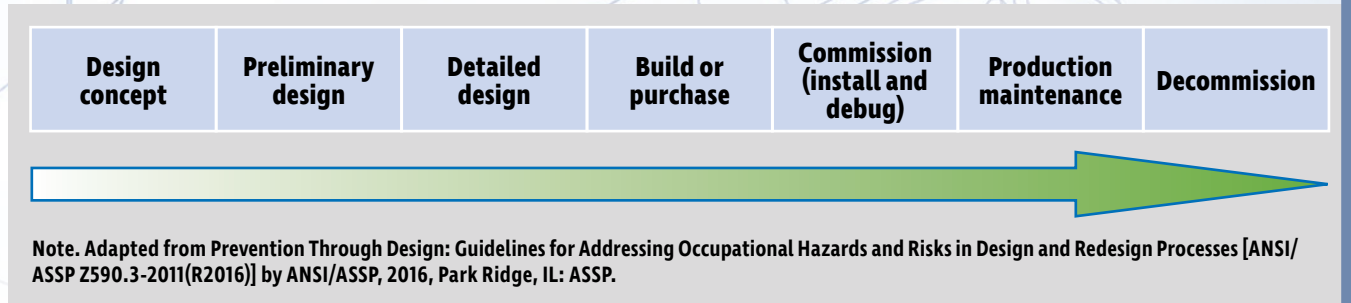 Design
concept
Preliminary
design
Detailed
design
Build or
purchase
Commission
(install and
debug)
Production
maintenance
Decommission
Note. Adapted from Prevention Through Design: Guidelines for Addressing Occupational Hazards and Risks in Design and Redesign Processes [ANSI/
ASSP Z590.3-2011(R2016)] by ANSI/ASSP, 2016, Park Ridge, IL: ASSP.